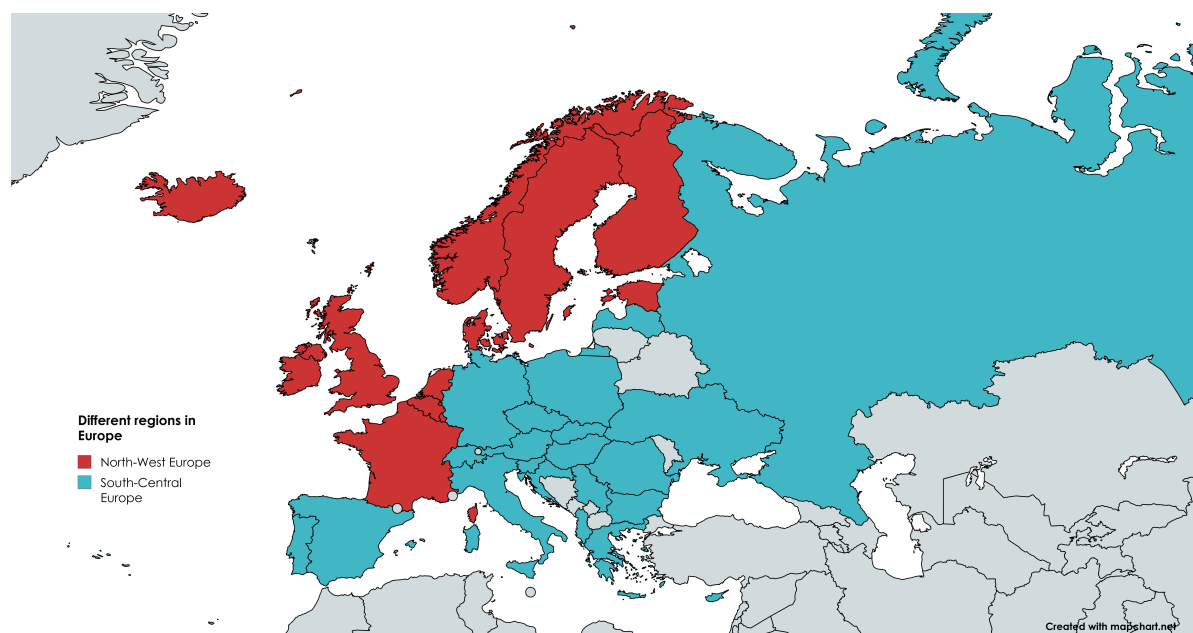 Different regions in
Europe
North-West Europe
South-Central
Europe
Created with mapchart.net